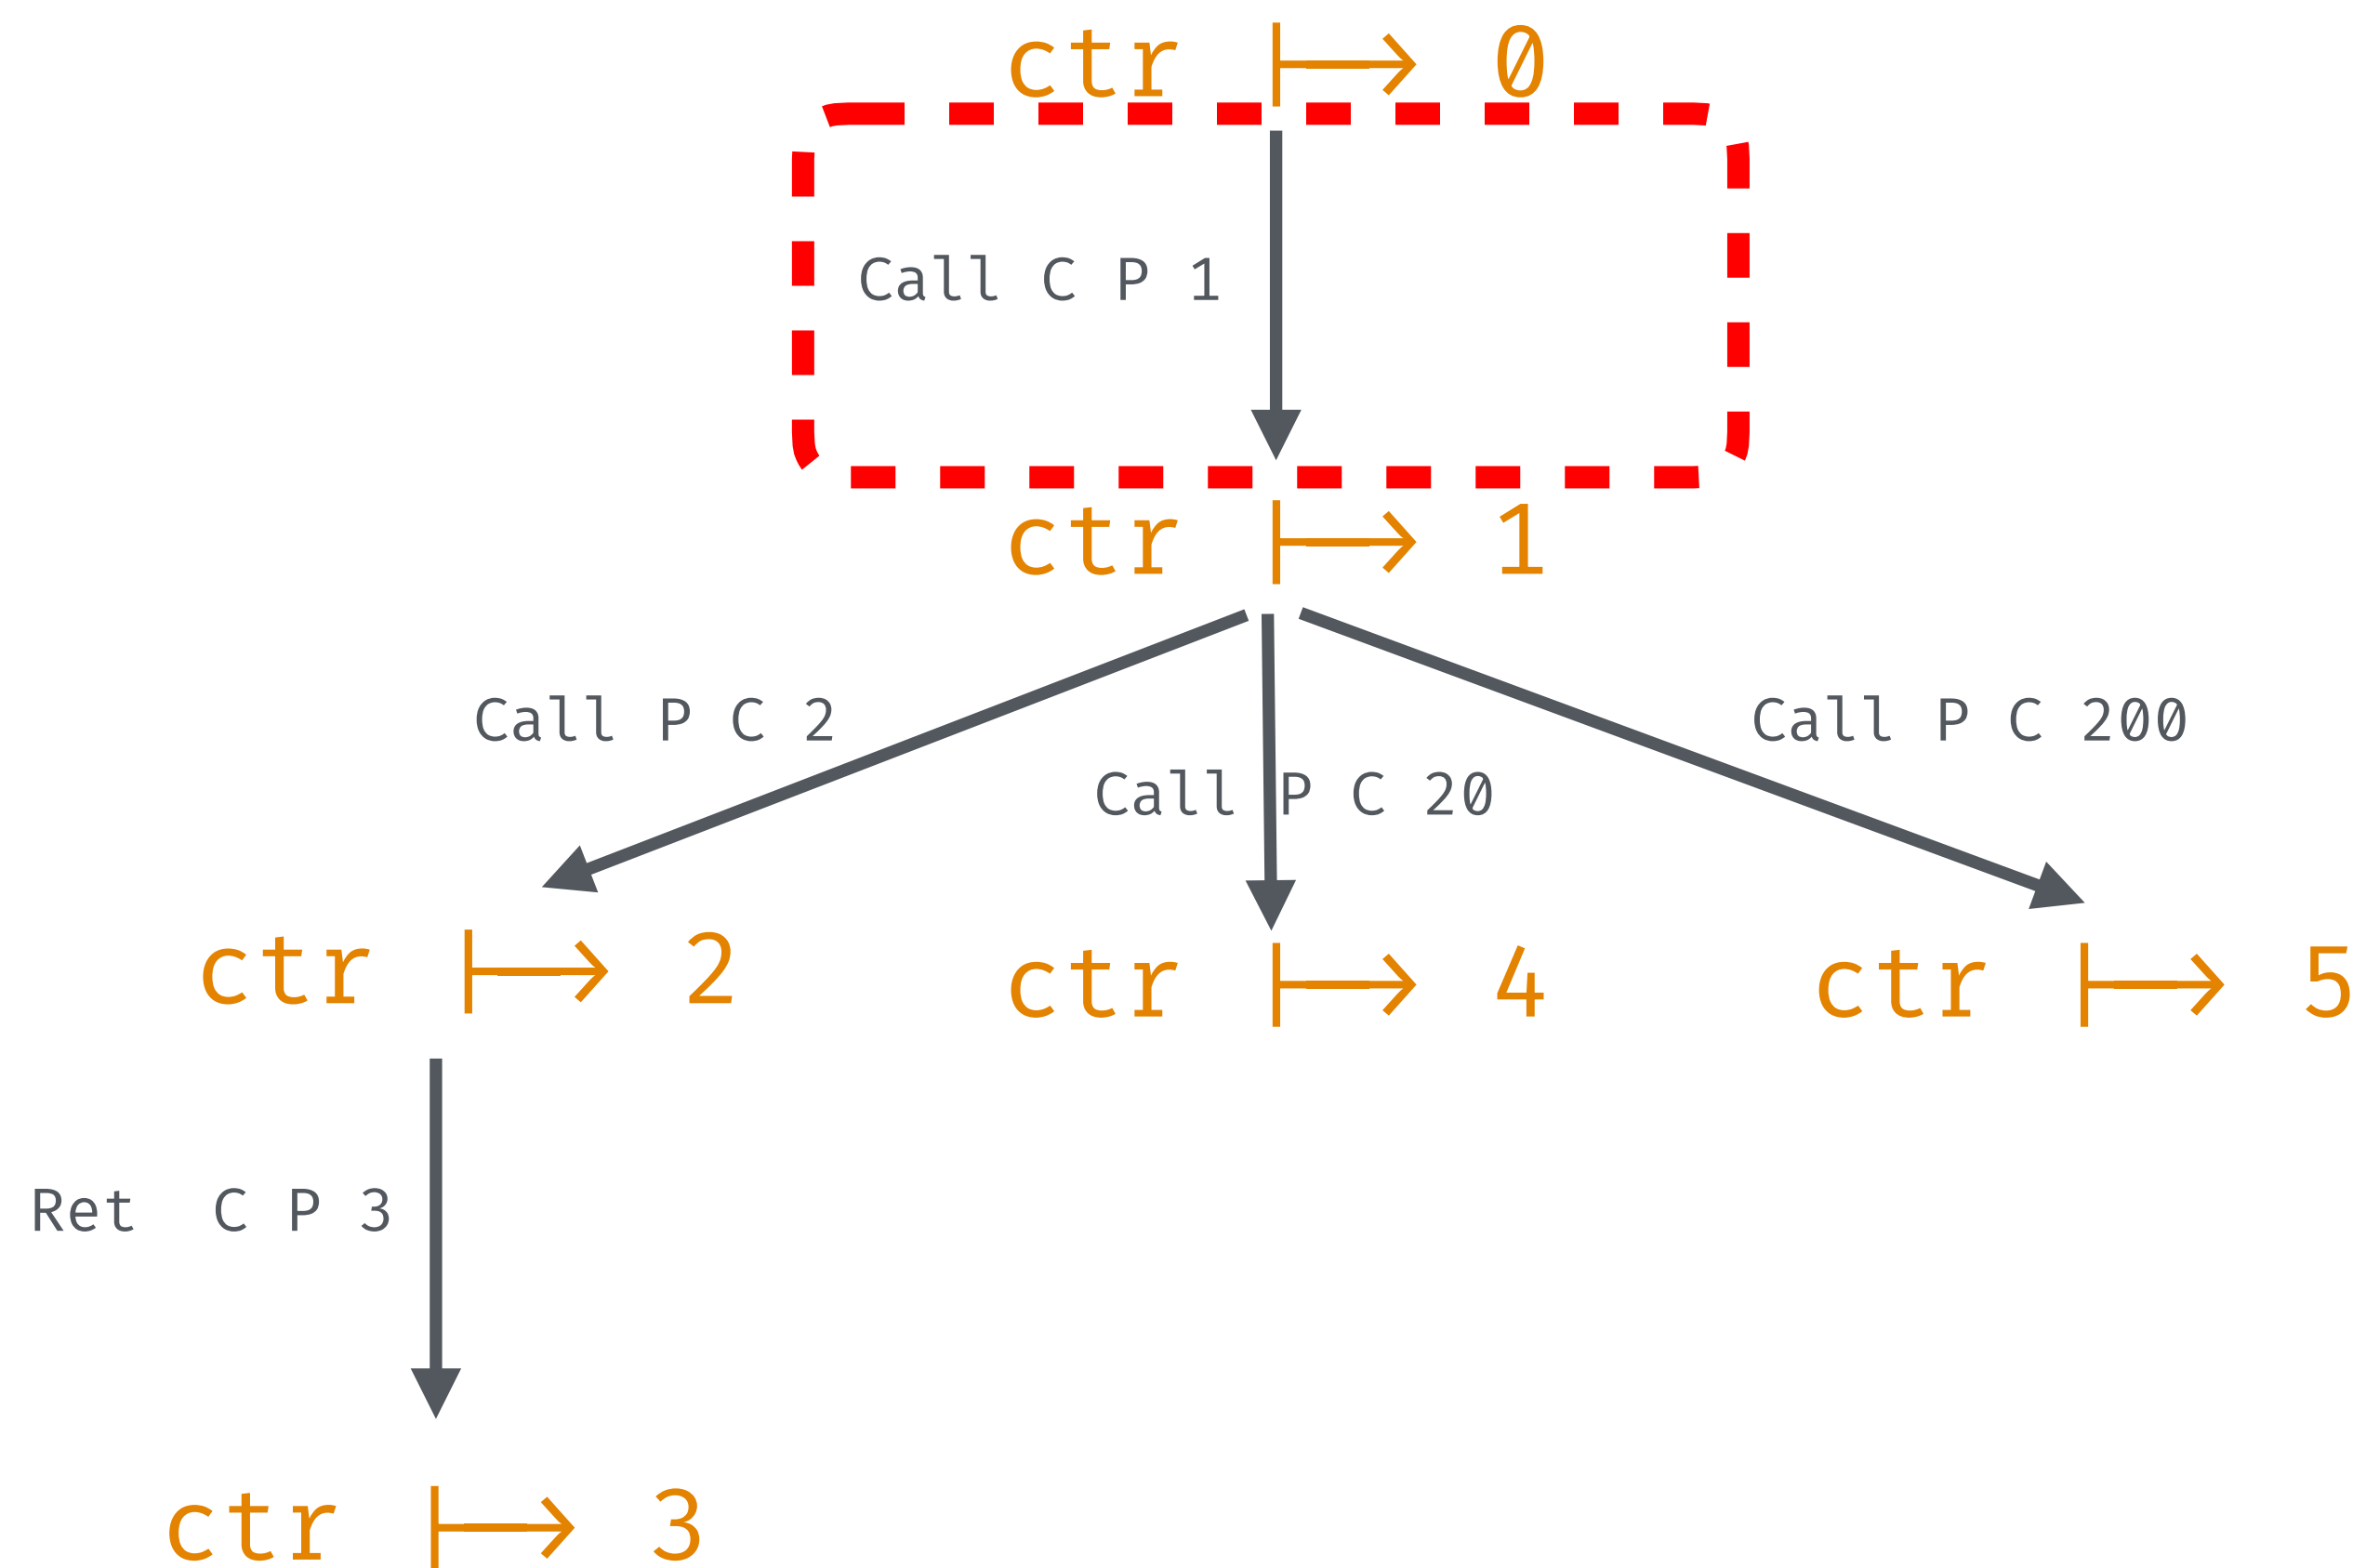 ctr ↦ 0
Call C P 1
ctr ↦ 1
Call P C 2
Call P C 200
Call P C 20
ctr ↦ 2
ctr ↦ 4
ctr ↦ 5
Ret C P 3
ctr ↦ 3